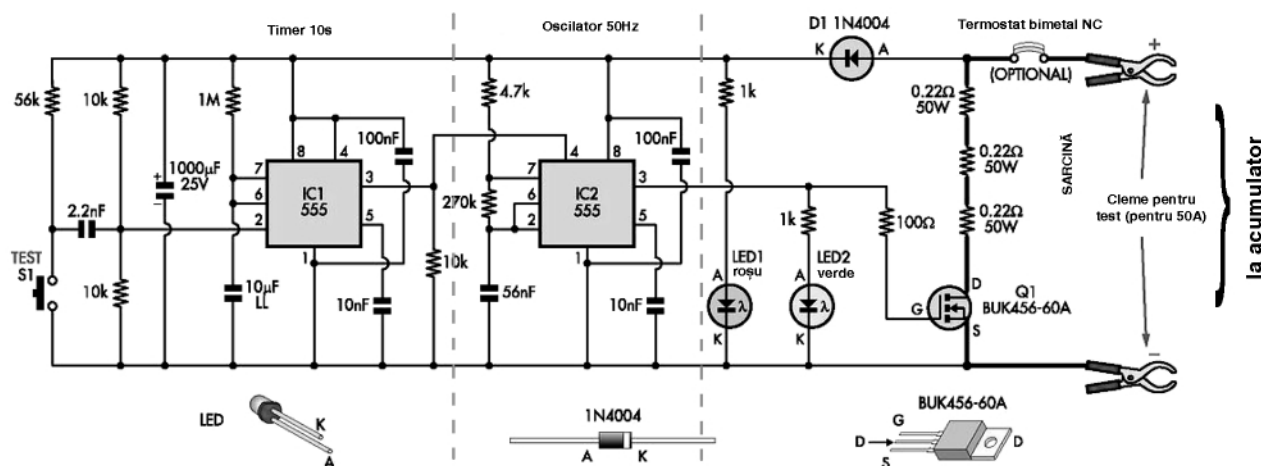 Timer 10s
Oscilator 50Hz
D1 1N4004
K
A
Termostat bimetal NC
(OPTIONAL)
+
56k
10k
1M
1000µF
25V
+
−
2.2nF
10k
TEST
S1
10µF
LL
8
4
7
6
2
3
5
1
IC1
555
100nF
10nF
10k
4.7k
270k
56nF
4
8
7
6
2
3
5
1
IC2
555
100nF
10nF
1k
LED1
roșu
A
λ
K
1k
LED2
verde
A
λ
K
100Ω
0.22Ω
50W
0.22Ω
50W
0.22Ω
50W
SARCINĂ
D
G
S
Q1
BUK456-60A
Cleme pentru
test (pentru 50A)
−
la acumulator
LED
K
A
1N4004
A
K
BUK456-60A
G
D
S
D